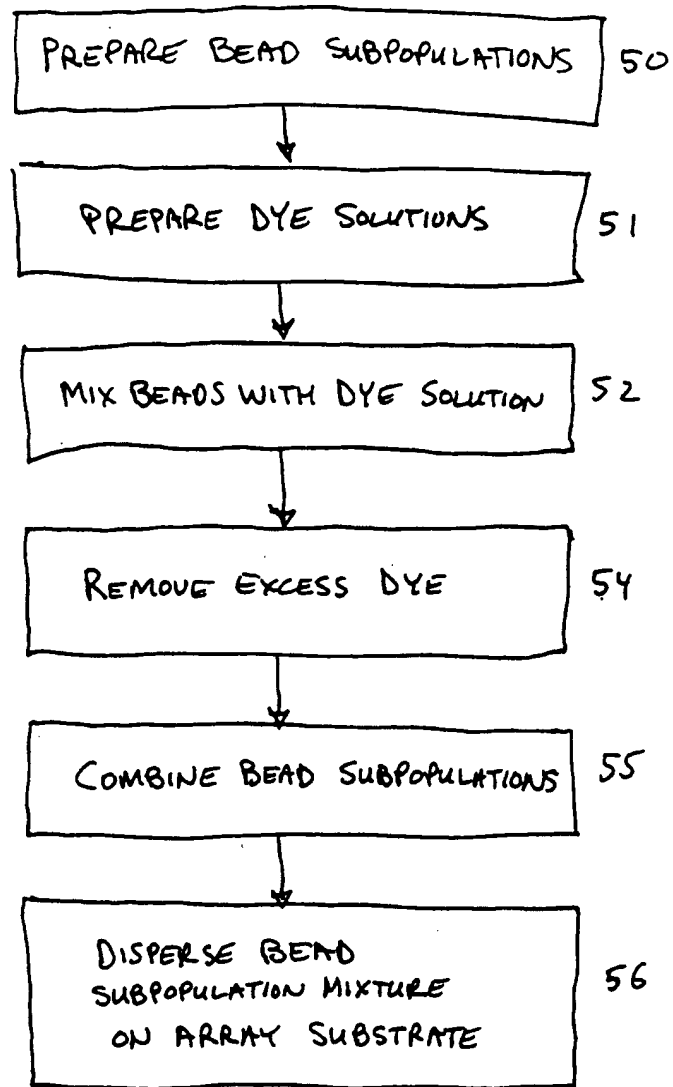 PREPARE BEAD SUBPOPULATIONS 50
PREPARE DYE SOLUTIONS 51
MIX BEADS WITH DYE SOLUTION 52
REMOVE EXCESS DYE 54
COMBINE BEAD SUBPOPULATIONS 55
DISPERSE BEAD
SUBPOPULATION MIXTURE 56
ON ARRAY SUBSTRATE